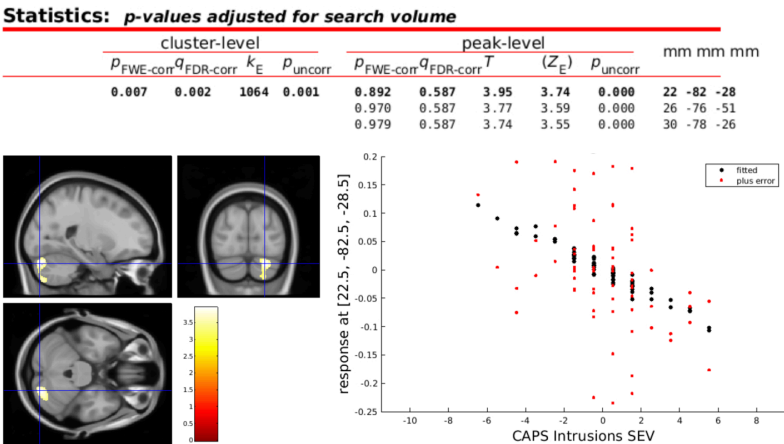 Statistics: p-values adjusted for search volume
cluster-level peak-level mm mm mm
pFWE-corr qFDR-corr kE puncorr pFWE-corr qFDR-corr T (ZE) puncorr
0.007 0.002 1064 0.001 0.892 0.587 3.95 3.74 0.000 22 -82 -28
0.970 0.587 3.77 3.59 0.000 26 -76 -51
0.979 0.587 3.74 3.55 0.000 30 -78 -26
3.5
3
2.5
2
1.5
1
0.5
0
response at [22.5, -82.5, -28.5]
0.2
0.15
0.1
0.05
0
-0.05
-0.1
-0.15
-0.2
-0.25
fitted
plus error
-10 -8 -6 -4 -2 0 2 4 6 8
CAPS Intrusions SEV